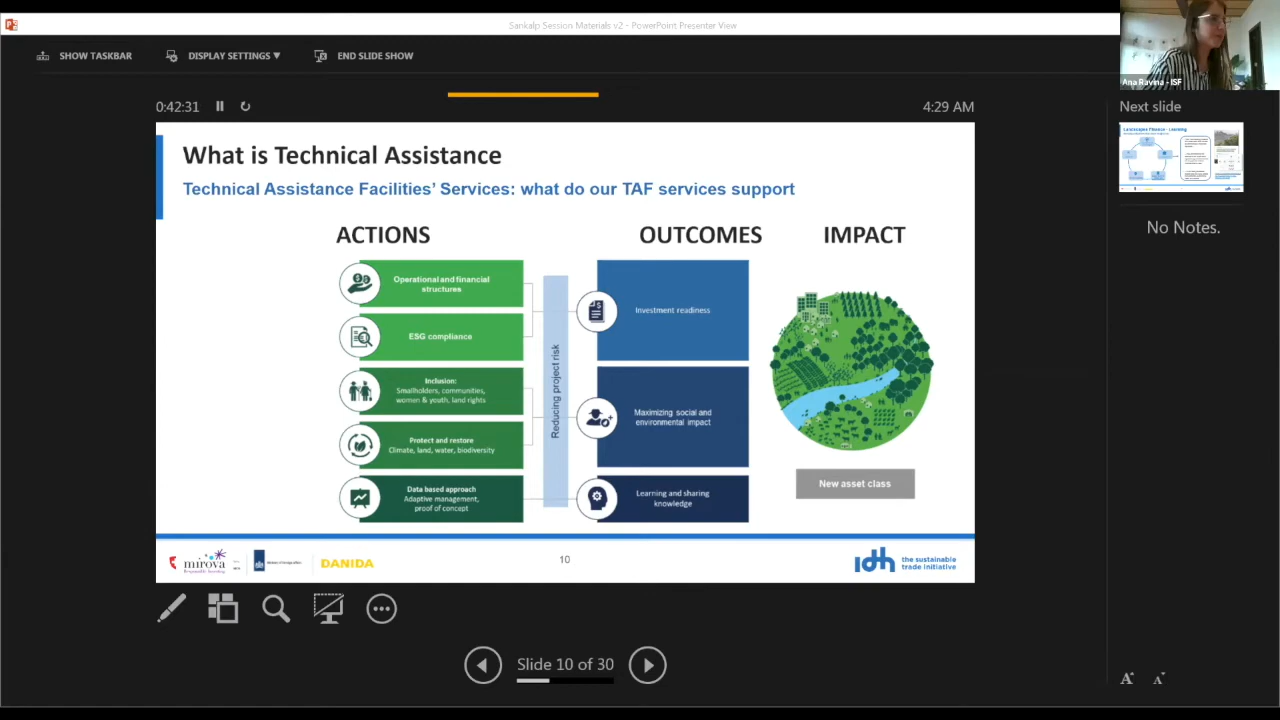 Sankalp Session Materials v2 - PowerPoint Presenter View
SHOW TASKBAR
DISPLAY SETTINGS ▼
END SLIDE SHOW
Ana Ravina - ISF
0:42:31
4:29 AM
Next slide
What is Technical Assistance
Technical Assistance Facilities' Services: what do our TAF services support
ACTIONS
OUTCOMES
IMPACT
Operational and financial
structures
ESG compliance
Inclusion:
Smallholders, communities,
women & youth, land rights
Protect and restore
Climate, land, water, biodiversity
Data based approach
Adaptive management,
proof of concept
Reducing project risk
Investment readiness
Maximizing social and
environmental impact
Learning and sharing
knowledge
New asset class
mirova
DANIDA
10
idh
the sustainable
trade initiative
Landscapes Finance - Learning
No Notes.
Slide 10 of 30